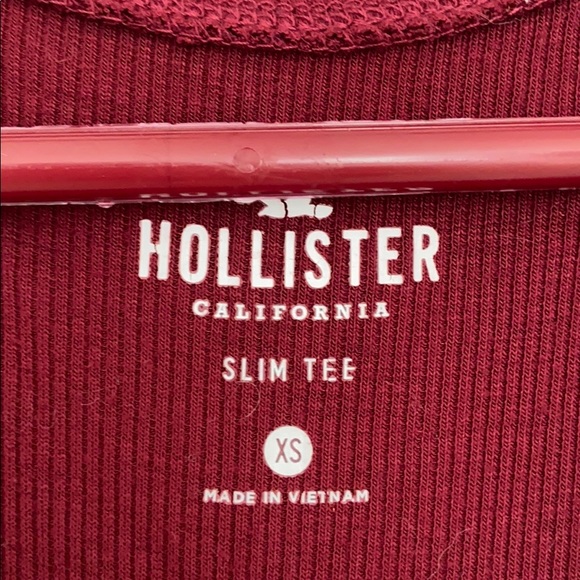 HOLLISTER
CALIFORNIA
SLIM TEE
XS
MADE IN VIETNAM